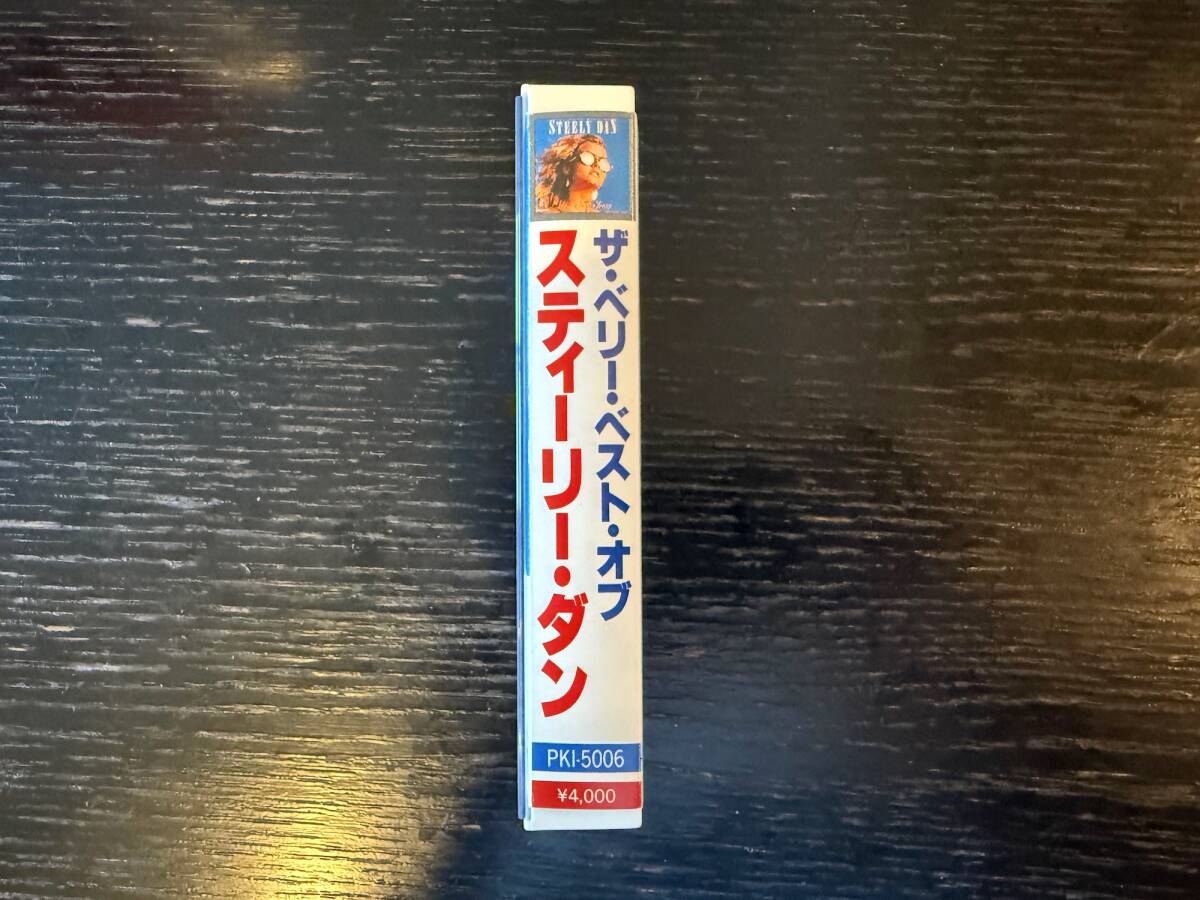 STEELY DAN
ザ・ベリー・ベスト・オブ
スティーリー・ダン
PKI-5006
¥4,000